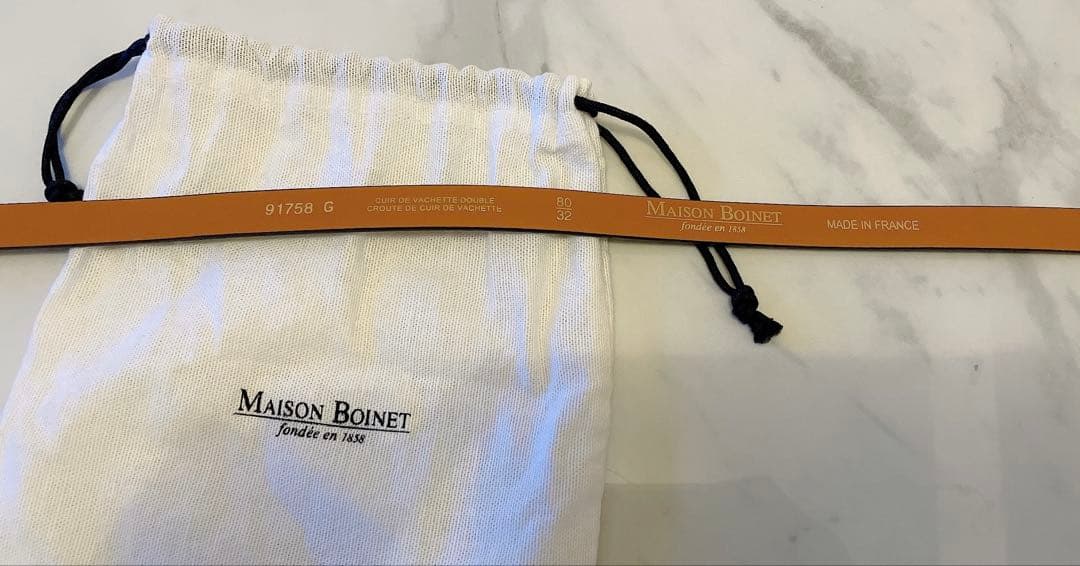 91758 G
CUIR DE VACHETTE DOUBLE
CROUTE DE CUIR DE VACHETTE
80
32
MAISON BOINET
fondée en 1858
MADE IN FRANCE
MAISON BOINET
fondée en 1858